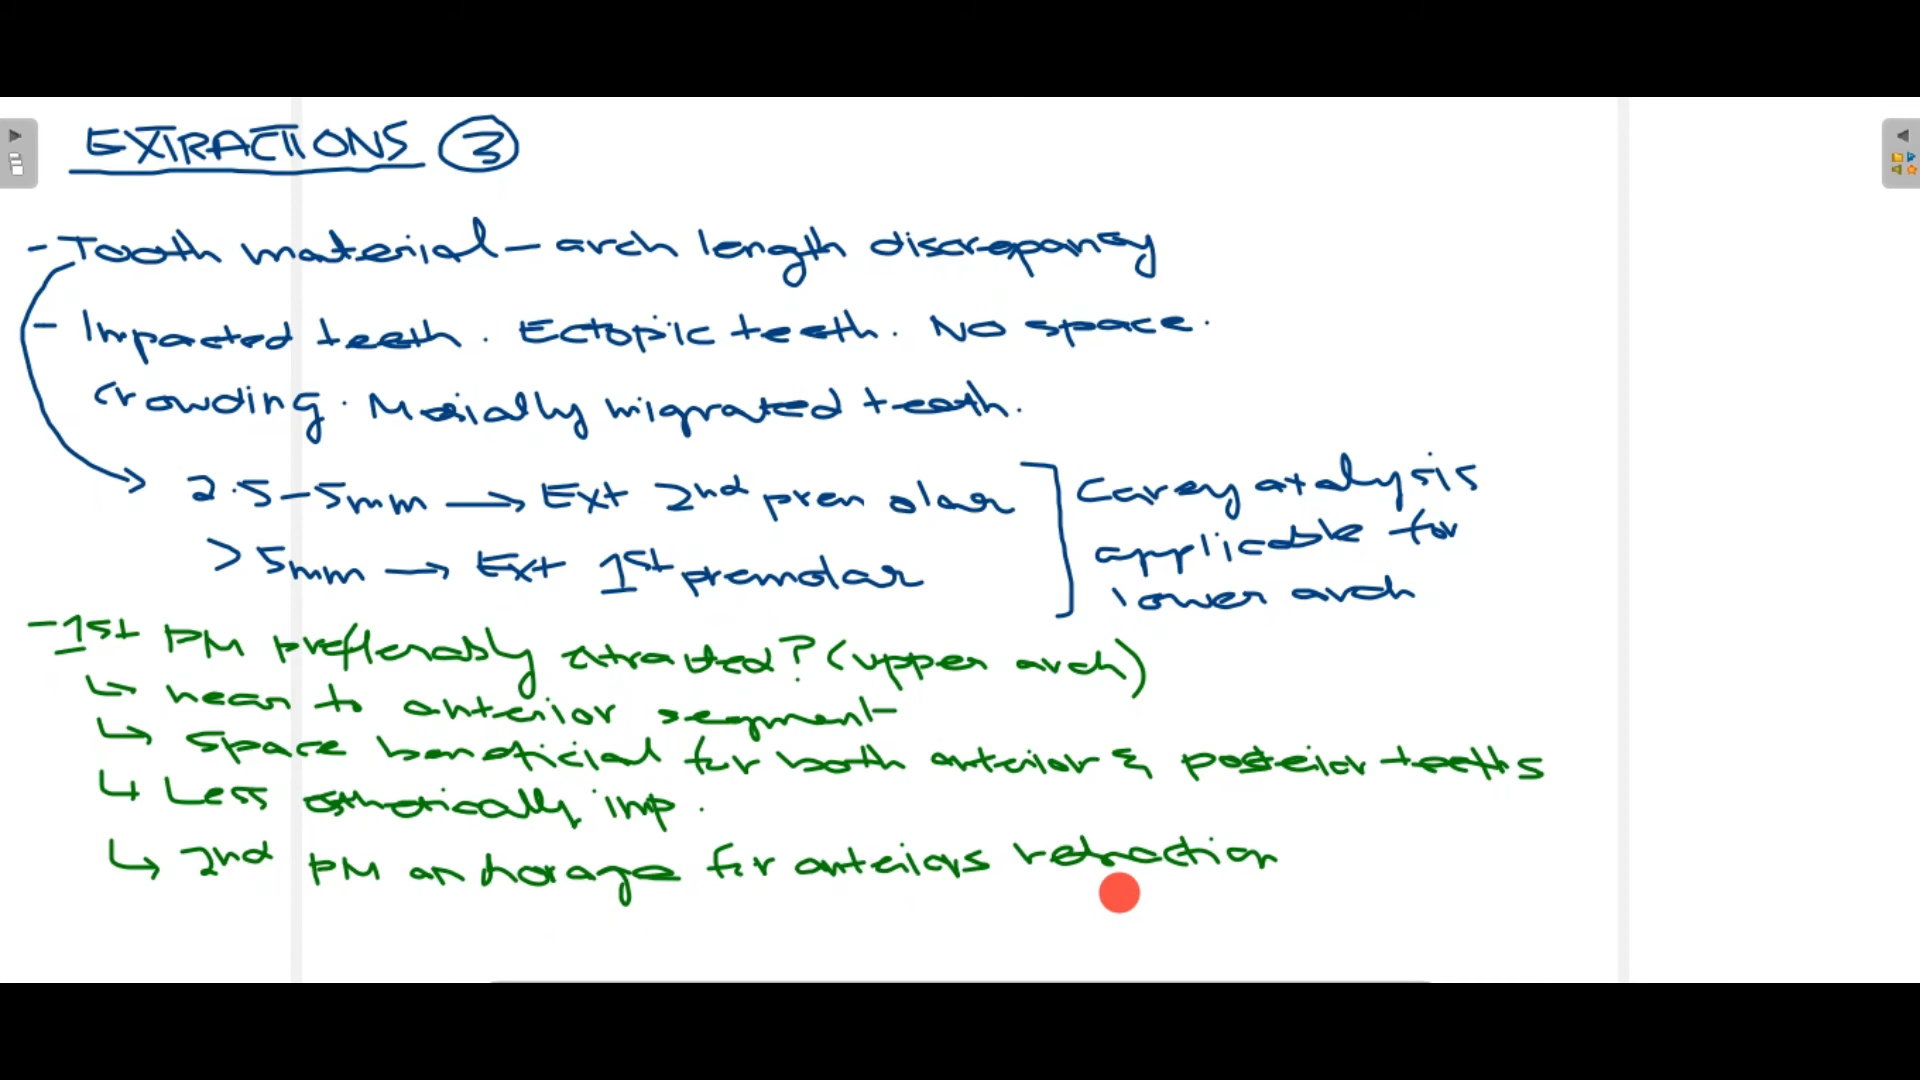 EXTRACTIONS 3
- Tooth material - arch length discrepancy
- Impacted teeth. Ectopic teeth. No space.
Crowding. Mesially migrated teeth.
2.5-5mm → Ext 2nd premolar
>5mm → Ext 1st premolar
Carey analysis
applicable for
lower arch
- 1st PM preferably extracted? (upper arch)
↳ near to anterior segment
↳ space beneficial for both anterior & posterior teeth
↳ Less esthetically imp.
↳ 2nd PM anchorage for anteriors retraction